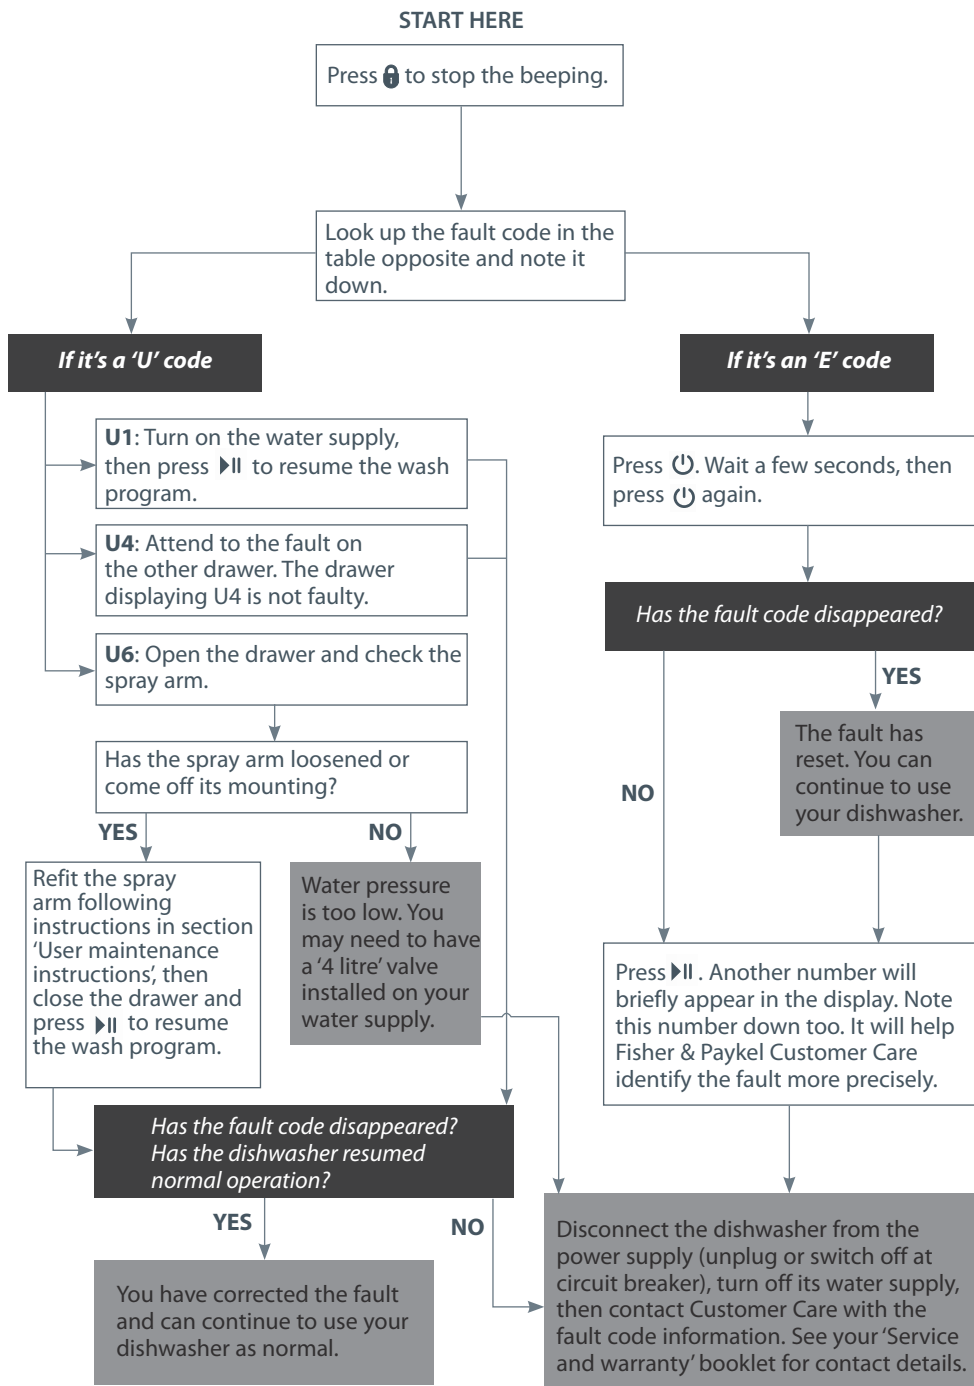 START HERE
Press to stop the beeping.
Look up the fault code in the
table opposite and note it
down.
If it's a ‘U’ code
U1: Turn on the water supply,
then press to resume the wash
program.
U4: Attend to the fault on
the other drawer. The drawer
displaying U4 is not faulty.
U6: Open the drawer and check the
spray arm.
Has the spray arm loosened or
come off its mounting?
YES
NO
Refit the spray
arm following
instructions in section
‘User maintenance
instructions’, then
close the drawer and
press to resume
the wash program.
Water pressure
is too low. You
may need to have
a ‘4 litre’ valve
installed on your
water supply.
Has the fault code disappeared?
Has the dishwasher resumed
normal operation?
YES
NO
You have corrected the fault
and can continue to use your
dishwasher as normal.
If it's an ‘E’ code
Press . Wait a few seconds, then
press again.
Has the fault code disappeared?
YES
NO
The fault has
reset. You can
continue to use
your dishwasher.
Press . Another number will
briefly appear in the display. Note
this number down too. It will help
Fisher & Paykel Customer Care
identify the fault more precisely.
Disconnect the dishwasher from the
power supply (unplug or switch off at
circuit breaker), turn off its water supply,
then contact Customer Care with the
fault code information. See your ‘Service
and warranty’ booklet for contact details.